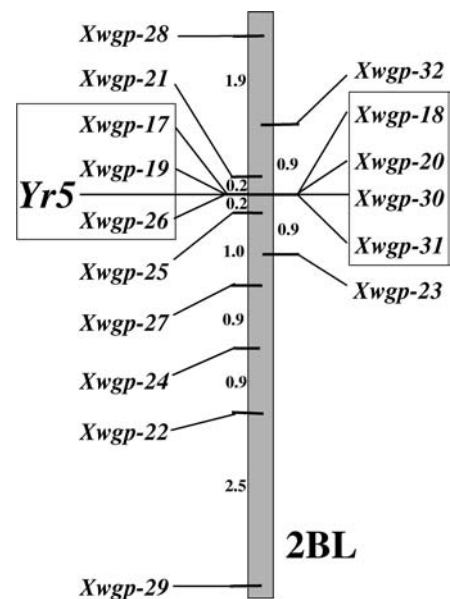 Xwgp-28
1.9
Xwgp-32
Xwgp-21
Xwgp-17
Xwgp-18
Xwgp-19
0.2
0.9
Xwgp-20
Yr5
0.2
Xwgp-30
Xwgp-26
0.9
Xwgp-31
Xwgp-25
1.0
Xwgp-23
Xwgp-27
0.9
Xwgp-24
0.9
Xwgp-22
2.5
2BL
Xwgp-29